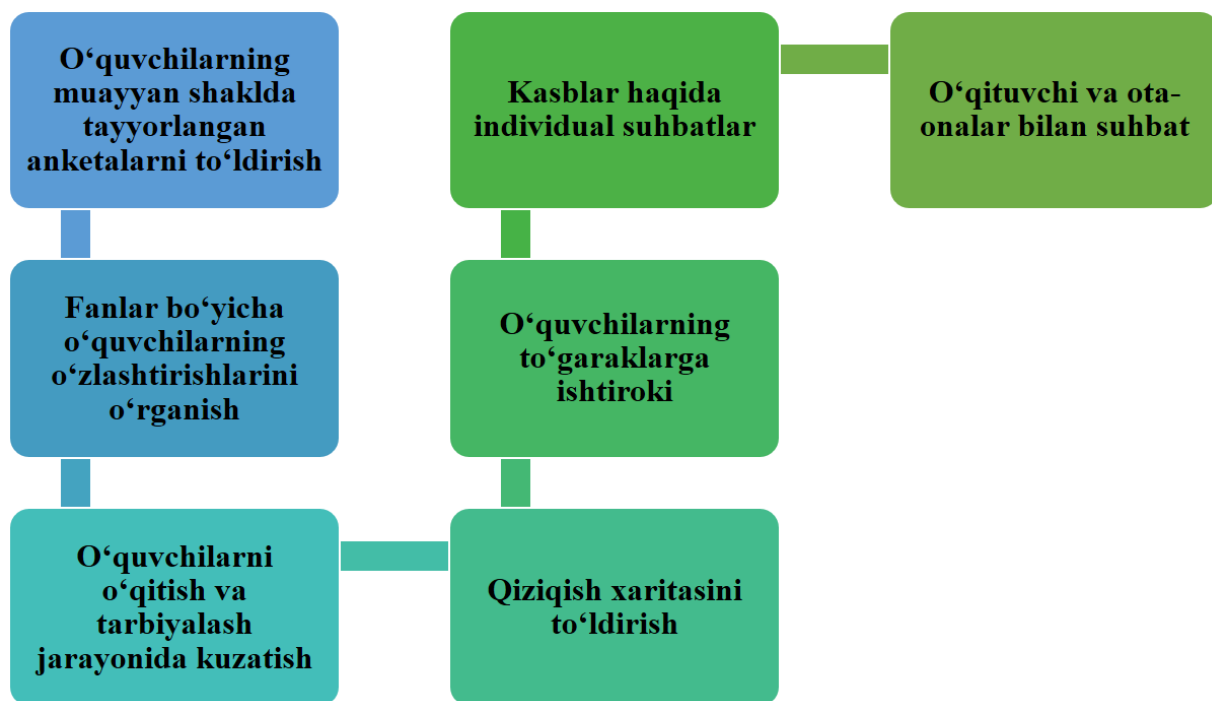 O‘quvchilarning
muayyan shaklda
tayyorlangan
anketalarni to‘ldirish
Fanlar bo‘yicha
o‘quvchilarning
o‘zlashtirishlarini
o‘rganish
O‘quvchilarni
o‘qitish va
tarbiyalash
jarayonida kuzatish
Qiziqish xaritasini
to‘ldirish
O‘quvchilarning
to‘garaklarga
ishtiroki
Kasblar haqida
individual suhbatlar
O‘qituvchi va ota-
onalar bilan suhbat